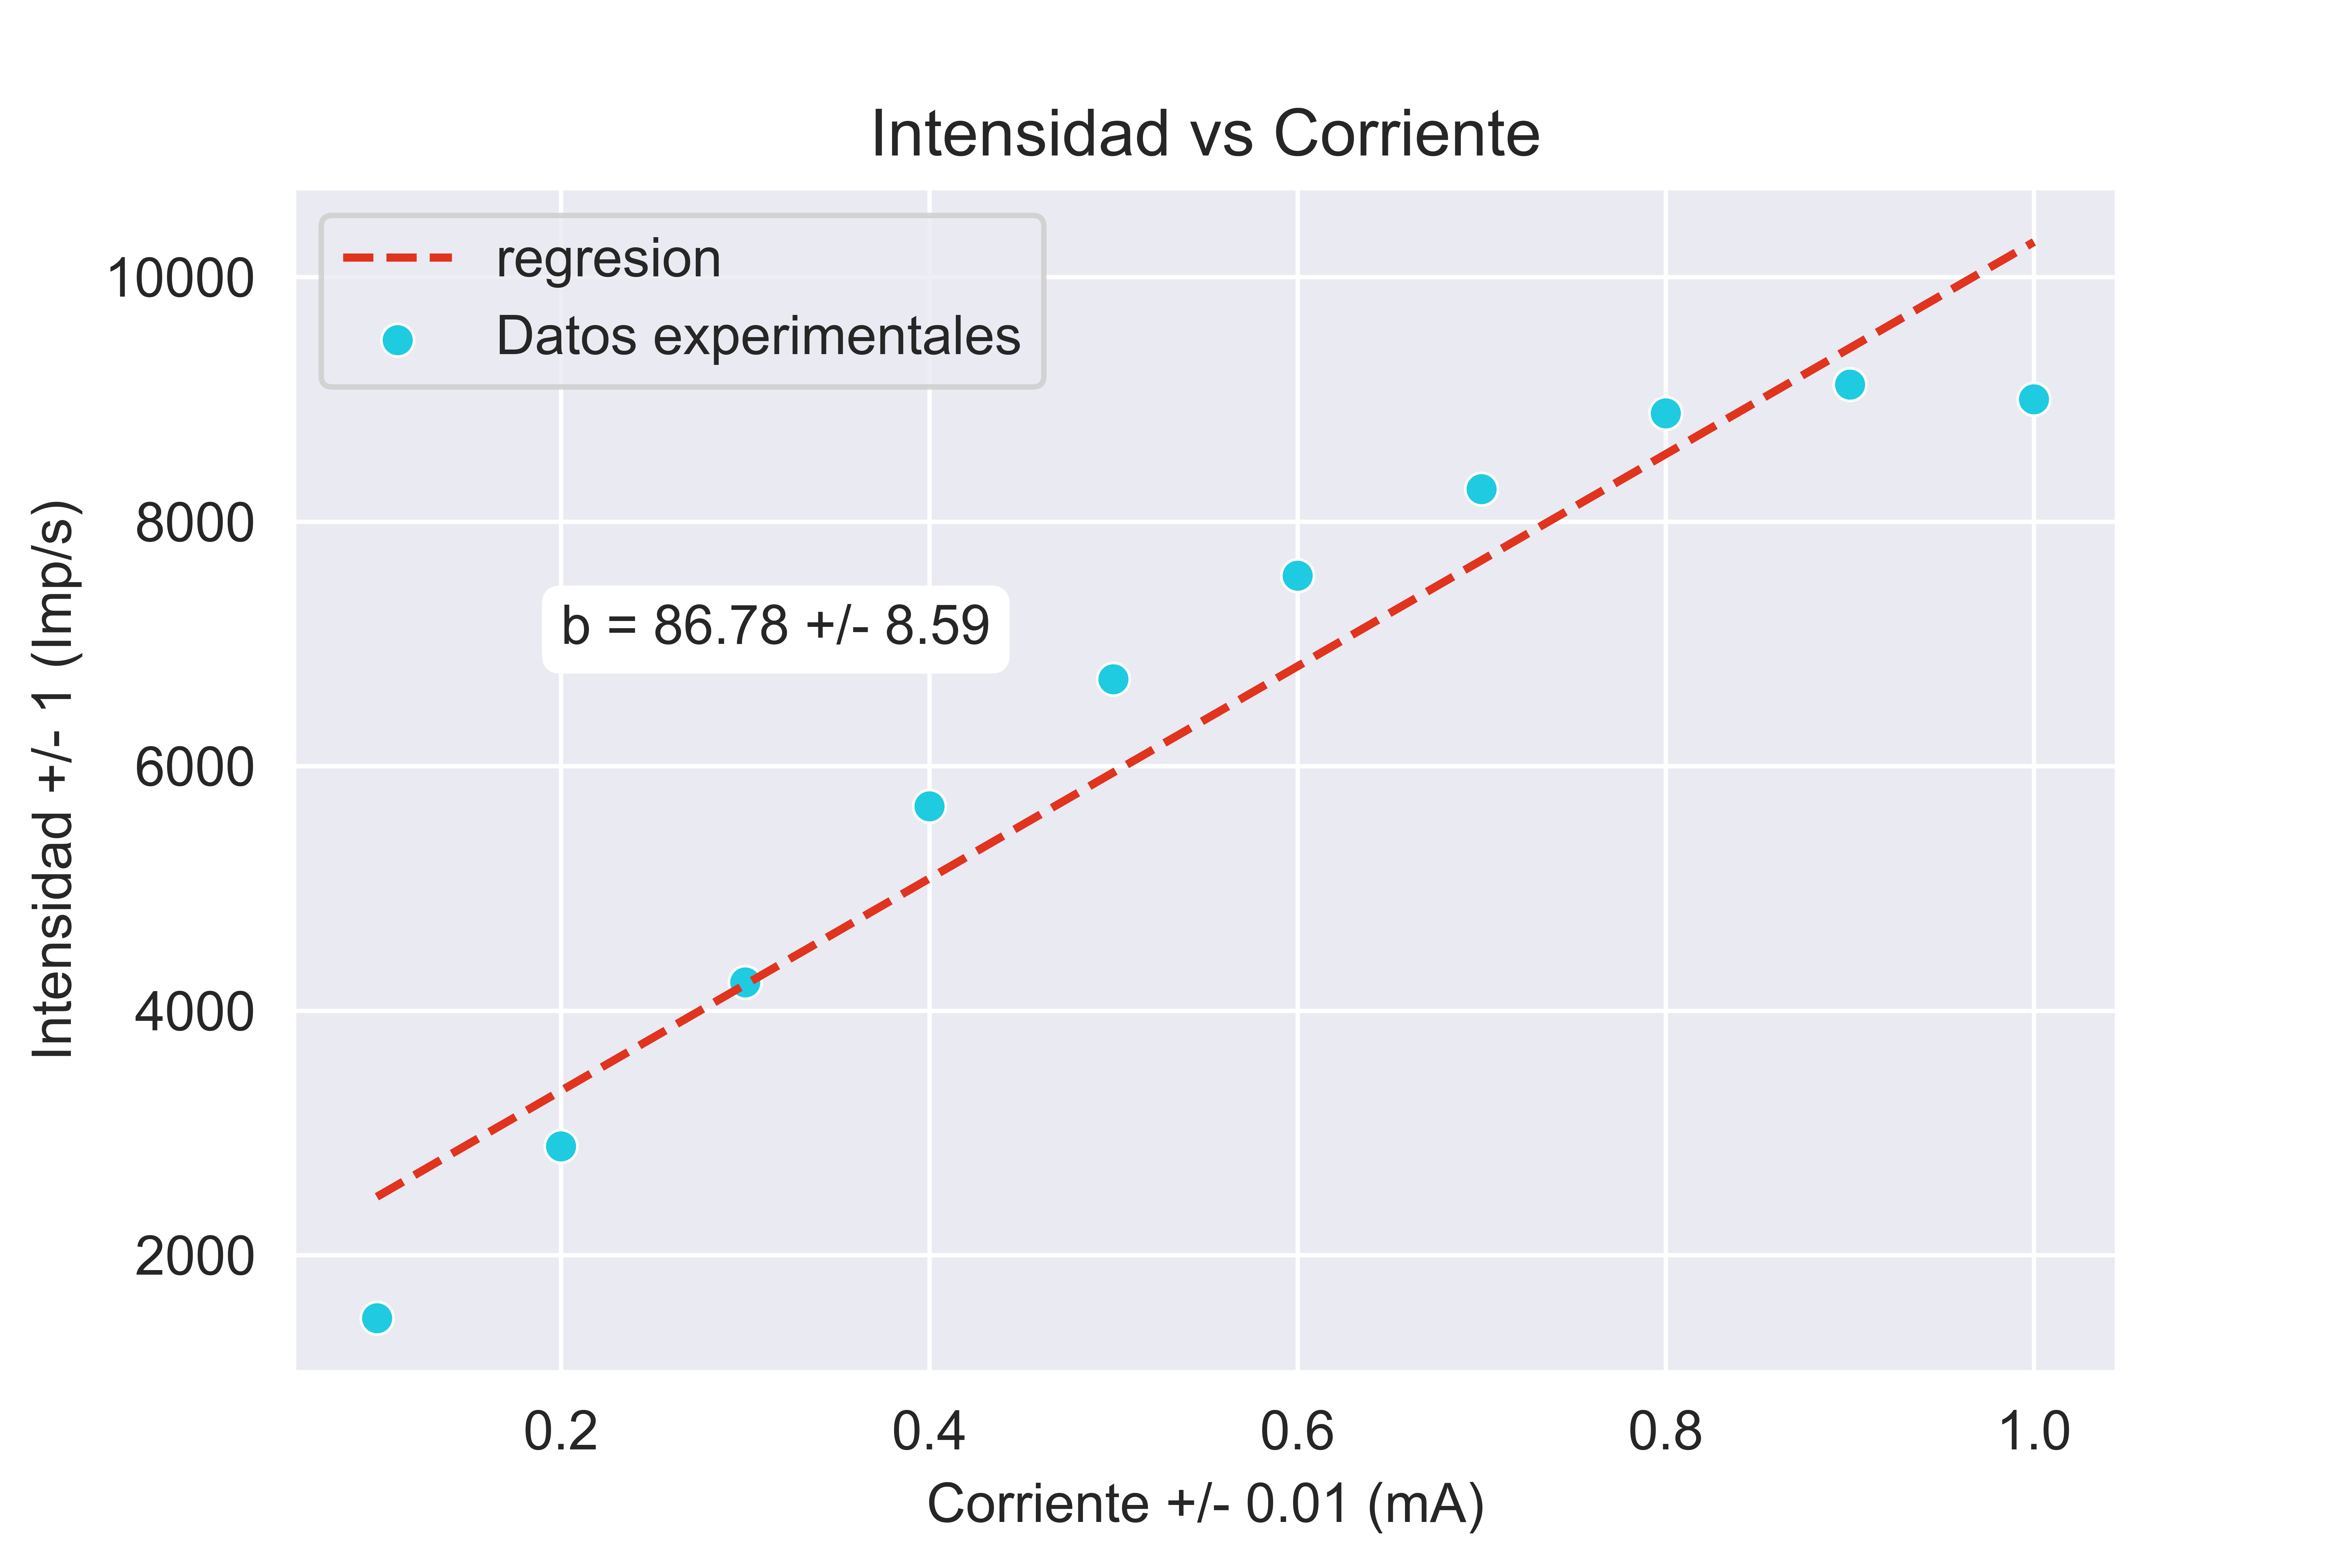 Intensidad vs Corriente
regresion
Datos experimentales
b = 86.78 +/- 8.59
Intensidad +/- 1 (Imp/s)
10000
8000
6000
4000
2000
0.2 0.4 0.6 0.8 1.0
Corriente +/- 0.01 (mA)